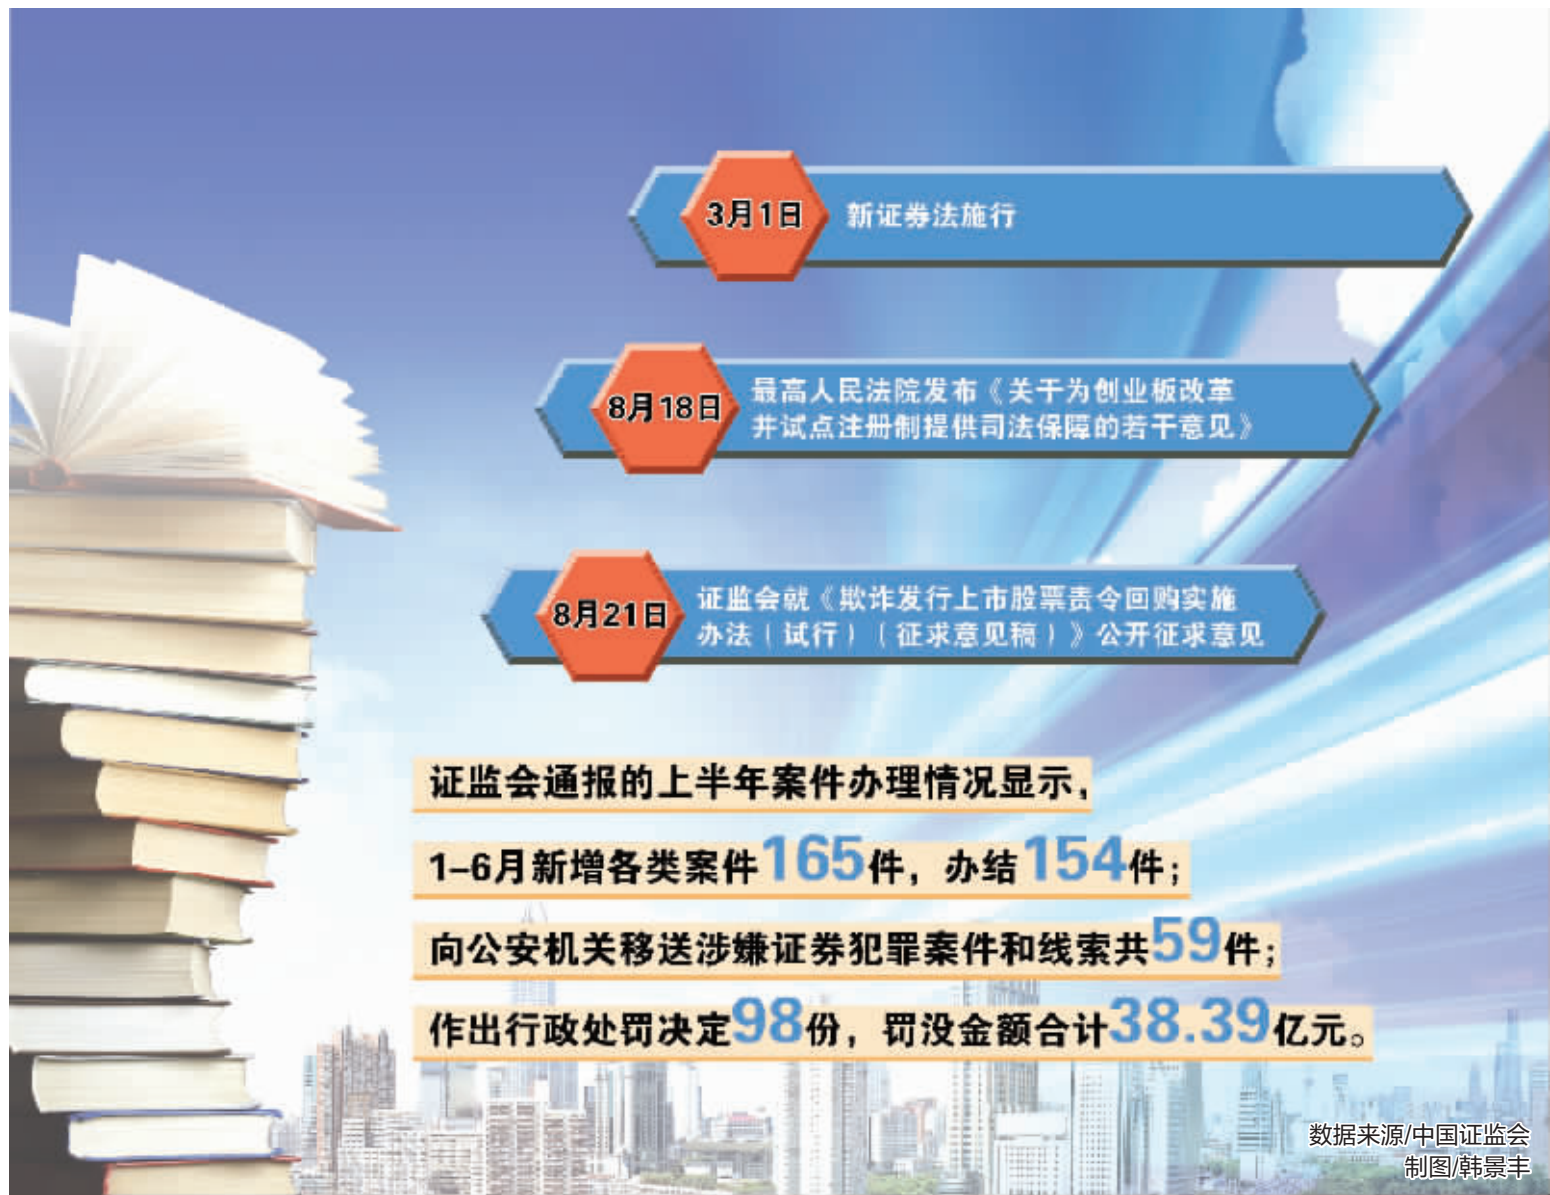 3月1日
新证券法施行
8月18日
最高人民法院发布《关于为创业板改革
并试点注册制提供司法保障的若干意见》
8月21日
证监会就《欺诈发行上市股票责令回购实施
办法（试行）（征求意见稿）》公开征求意见
证监会通报的上半年案件办理情况显示，
1-6月新增各类案件165件，办结154件；
向公安机关移送涉嫌证券犯罪案件和线索共59件；
作出行政处罚决定98份，罚没金额合计38.39亿元。
数据来源/中国证监会
制图/韩景丰